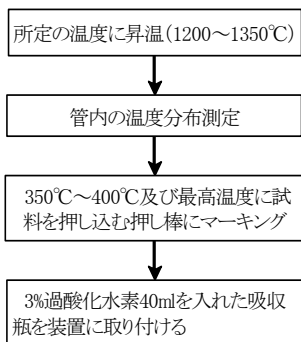 所定の温度に昇温(1200～1350℃)
管内の温度分布測定
350℃～400℃及び最高温度に試
料を押し込む押し棒にマーキング
3%過酸化水素40mlを入れた吸収
瓶を装置に取り付ける